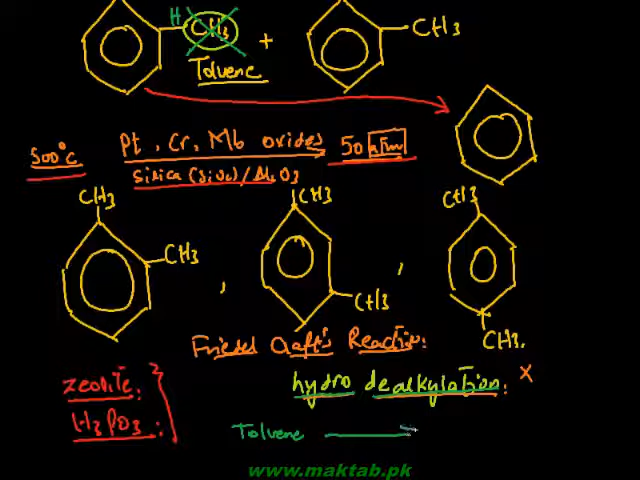 H CH3 + CH3
Toluene
500°c Pt, Cr, Mb oxides 50 atm
silica (SiO2)/Al2O3
CH3 CH3 CH3
CH3 , ,
CH3
CH3.
Friedel Craft's Reaction:
zeolite: hydro dealkylation: x
H3PO3:
Toluene
www.maktab.pk